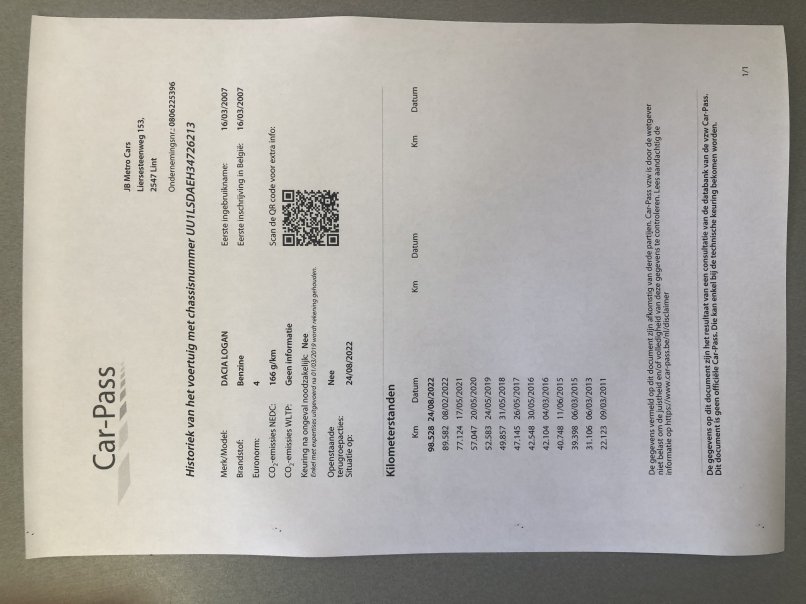 Car-Pass
JB Metro Cars
Liersesteenweg 153,
2547 Lint
Ondernemingsnr.: 0806225396
Historiek van het voertuig met chassisnummer UU1LSDAEH34726213
Merk/Model: DACIA LOGAN Eerste ingebruikname: 16/03/2007
Brandstof: Benzine Eerste inschrijving in België: 16/03/2007
Euronorm: 4
CO2-emissies NEDC: 166 g/km Scan de QR code voor extra info:
CO2-emissies WLTP: Geen informatie
Keuring na ongeval noodzakelijk: Nee
Enkel met expertises uitgevoerd na 01/03/2019 wordt rekening gehouden.
Openstaande Nee
terugroepacties:
Situatie op: 24/08/2022
Kilometerstanden
Km Datum Km Datum Km Datum
98.528 24/08/2022
89.582 08/02/2022
77.124 17/05/2021
57.047 20/05/2020
52.583 24/05/2019
49.857 31/05/2018
47.145 26/05/2017
42.548 30/05/2016
42.104 04/03/2016
40.748 11/06/2015
39.398 06/03/2015
31.106 06/03/2013
22.123 09/03/2011
De gegevens vermeld op dit document zijn afkomstig van derde partijen. Car-Pass vzw is door de wetgever
niet belast om de juistheid en/of volledigheid van deze gegevens te controleren. Lees aandachtig de
informatie op https://www.car-pass.be/nl/disclaimer
De gegevens op dit document zijn het resultaat van een consultatie van de databank van de vzw Car-Pass.
Dit document is geen officiële Car-Pass. Die kan enkel bij de technische keuring bekomen worden.
1/1